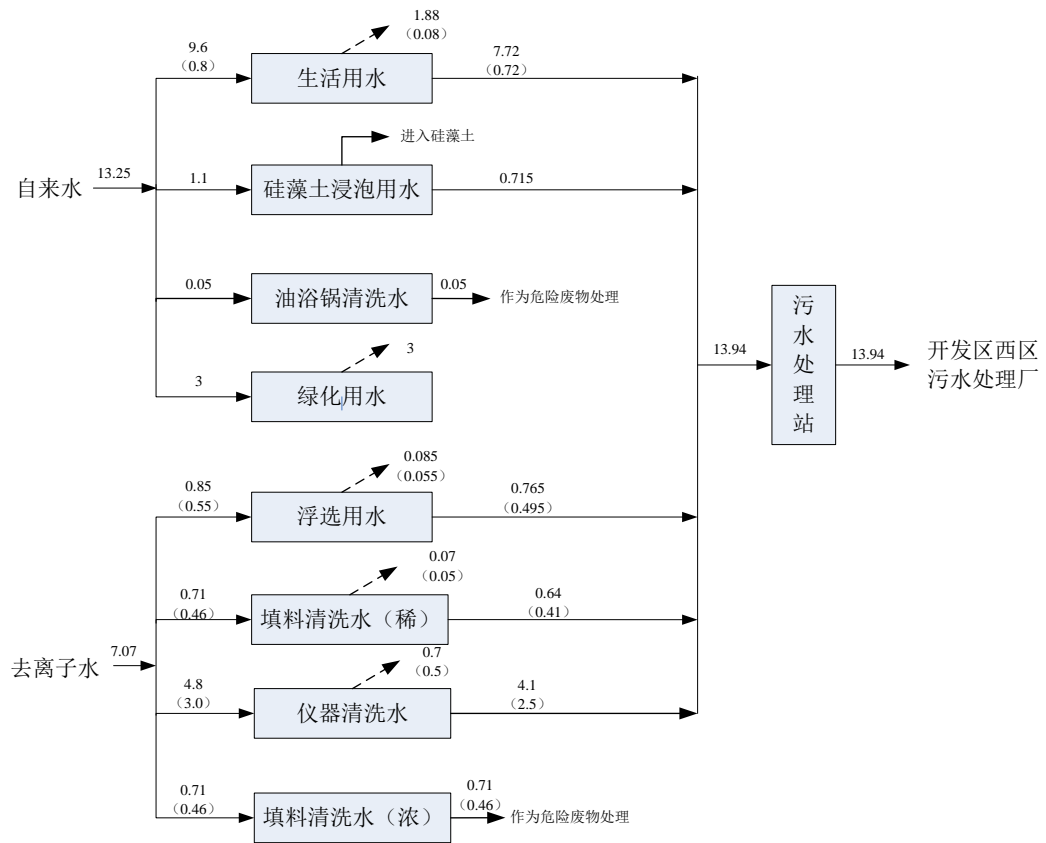 1.88
（0.08）
9.6
（0.8）
生活用水
7.72
（0.72）
进入硅藻土
自来水
13.25
1.1
硅藻土浸泡用水
0.715
0.05
油浴锅清洗水
0.05
作为危险废物处理
3
3
绿化用水
13.94
污水处理站
13.94
开发区西区
污水处理厂
0.085
（0.055）
0.85
（0.55）
浮选用水
0.765
（0.495）
0.07
（0.05）
0.71
（0.46）
填料清洗水（稀）
0.64
（0.41）
去离子水
7.07
0.7
（0.5）
4.8
（3.0）
仪器清洗水
4.1
（2.5）
0.71
（0.46）
填料清洗水（浓）
0.71
（0.46）
作为危险废物处理